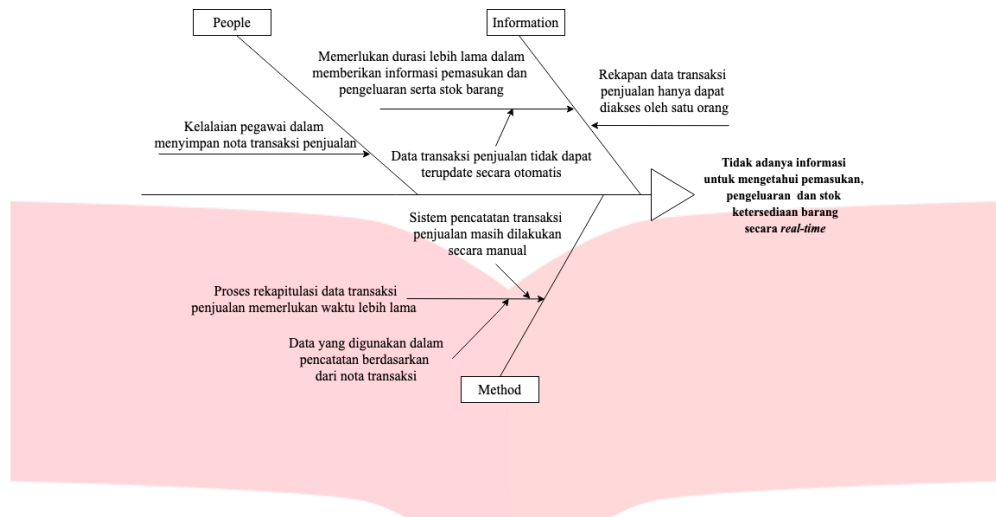 People
Information
Memerlukan durasi lebih lama dalam
memberikan informasi pemasukan dan
pengeluaran serta stok barang
Rekapan data transaksi
penjualan hanya dapat
diakses oleh satu orang
Kelalaian pegawai dalam
menyimpan nota transaksi penjualan
Data transaksi penjualan tidak dapat
terupdate secara otomatis
Tidak adanya informasi
untuk mengetahui pemasukan,
pengeluaran dan stok
ketersediaan barang
secara real-time
Sistem pencatatan transaksi
penjualan masih dilakukan
secara manual
Proses rekapitulasi data transaksi
penjualan memerlukan waktu lebih lama
Data yang digunakan dalam
pencatatan berdasarkan
dari nota transaksi
Method